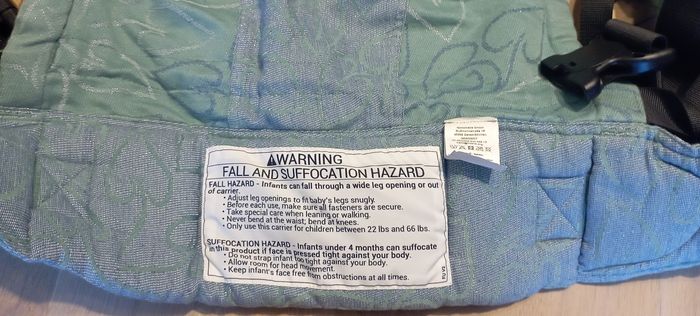 WARNING
FALL AND SUFFOCATION HAZARD
FALL HAZARD - Infants can fall through a wide leg opening or out
of carrier.
• Adjust leg openings to fit baby's legs snugly.
• Before each use, make sure all fasteners are secure.
• Take special care when leaning or walking.
• Never bend at the waist; bend at knees.
• Only use this carrier for children between 22 lbs and 66 lbs.
SUFFOCATION HAZARD - Infants under 4 months can suffocate
in this product if face is pressed tight against your body.
• Do not strap infant too tight against your body.
• Allow room for head movement.
• Keep infant's face free from obstructions at all times.